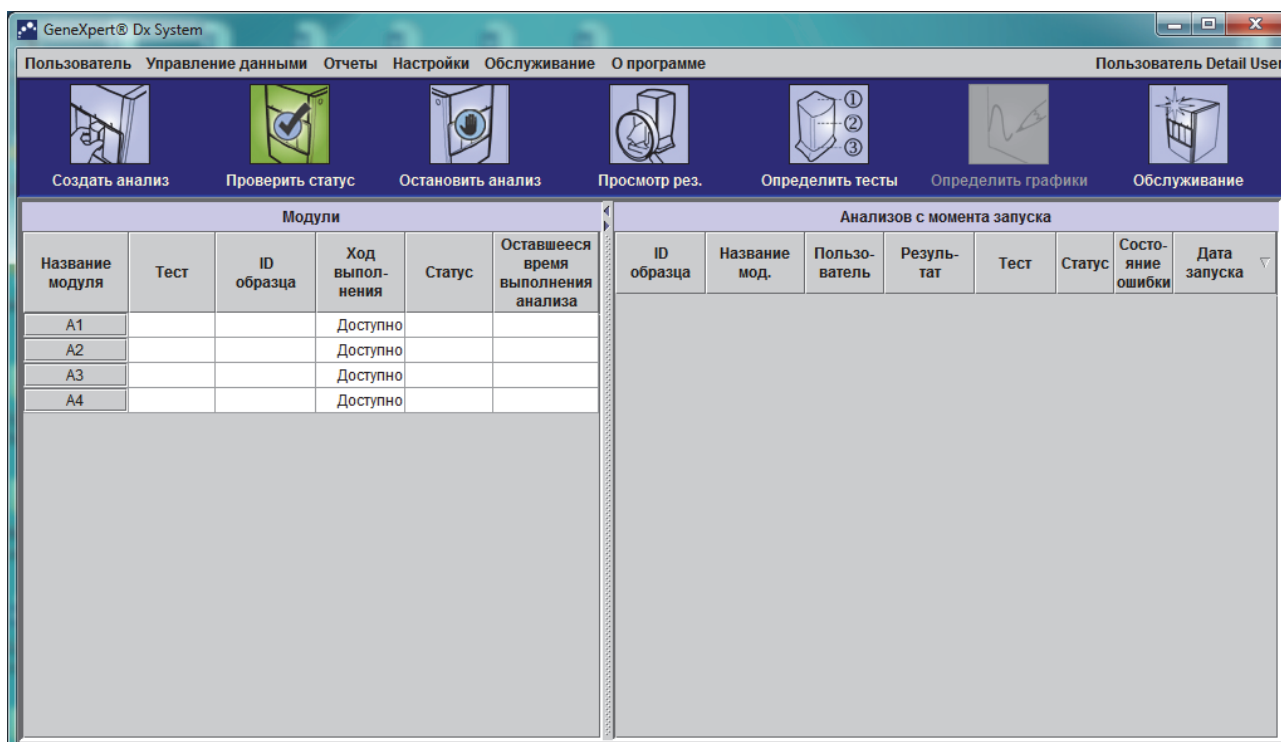 GeneXpert® Dx System
Пользователь Управление данными Отчеты Настройки Обслуживание О программе Пользователь Detail User
①
②
③
Создать анализ Проверить статус Остановить анализ Просмотр рез. Определить тесты Определить графики Обслуживание
Модули
Название модуля
Тест
ID образца
Ход выпол-нения
Статус
Оставшееся время выполнения анализа
A1 Доступно
A2 Доступно
A3 Доступно
A4 Доступно
Анализов с момента запуска
ID образца
Название мод.
Пользо-ватель
Резуль-тат
Тест
Статус
Состо-яние ошибки
Дата запуска